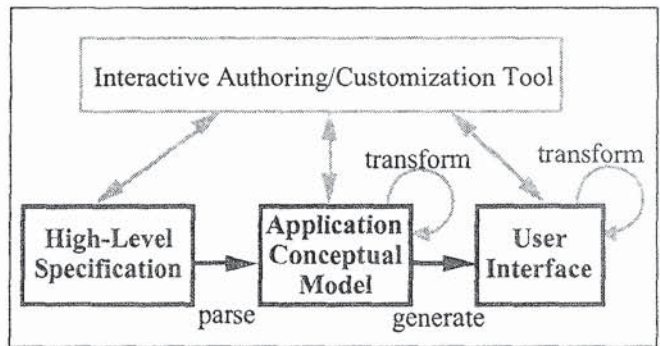 Interactive Authoring/Customization Tool
transform
transform
High-Level
Specification
Application
Conceptual
Model
User
Interface
parse
generate